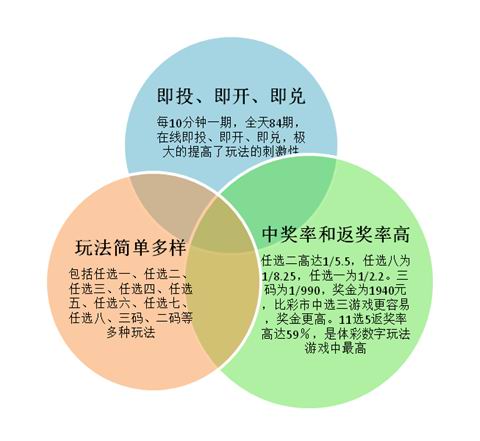 即投、即开、即兑
每10分钟一期，全天84期，
在线即投、即开、即兑，极
大的提高了玩法的刺激性
玩法简单多样
包括任选一、任选二、
任选三、任选四、任选
五、任选六、任选七、
任选八、三码、二码等
多种玩法
中奖率和返奖率高
任选二高达1/5.5，任选八为
1/8.25，任选一为1/2.2。三
码为1/990，奖金为1940元
，比彩市中选三游戏更容易
，奖金更高。11选5返奖率
高达59%，是体彩数字玩法
游戏中最高